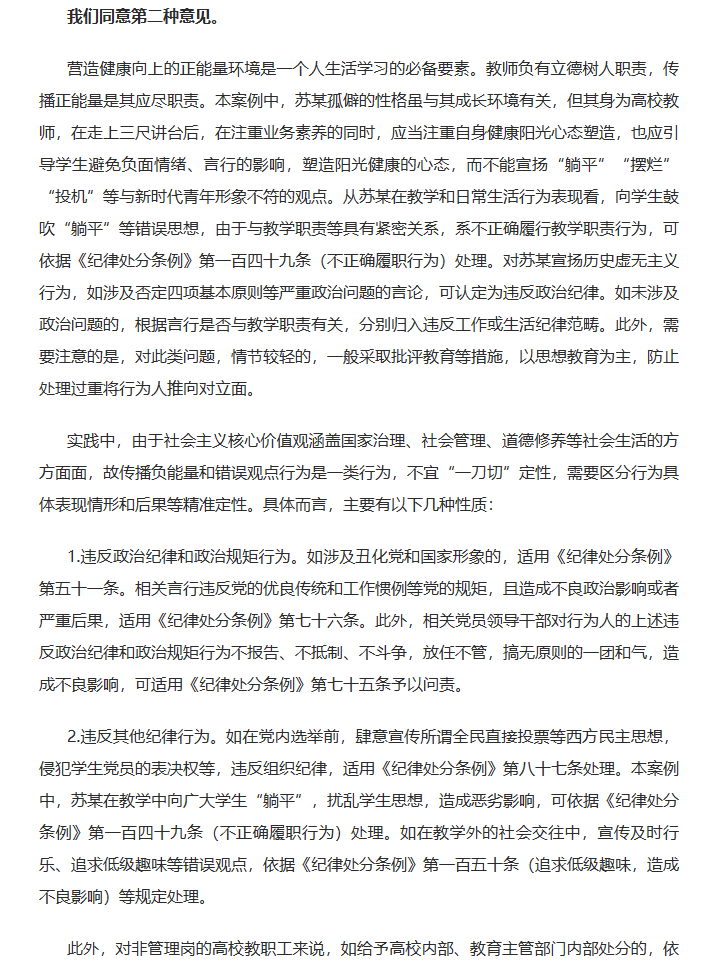 我们同意第二种意见。
营造健康向上的正能量环境是一个人生活学习的必备要素。教师负有立德树人职责，传
播正能量是其应尽职责。本案例中，苏某孤僻的性格虽与其成长环境有关，但其身为高校教
师，在走上三尺讲台后，在注重业务素养的同时，应当注重自身健康阳光心态塑造，也应引
导学生避免负面情绪、言行的影响，塑造阳光健康的心态，而不能宣扬“躺平”“摆烂”
“投机”等与新时代青年形象不符的观点。从苏某在教学和日常生活行为表现看，向学生鼓
吹“躺平”等错误思想，由于与教学职责等具有紧密关系，系不正确履行教学职责行为，可
依据《纪律处分条例》第一百四十九条（不正确履职行为）处理。对苏某宣扬历史虚无主义
行为，如涉及否定四项基本原则等严重政治问题的言论，可认定为违反政治纪律。如未涉及
政治问题的，根据言行是否与教学职责有关，分别归入违反工作或生活纪律范畴。此外，需
要注意的是，对此类问题，情节较轻的，一般采取批评教育等措施，以思想教育为主，防止
处理过重将行为人推向对立面。
实践中，由于社会主义核心价值观涵盖国家治理、社会管理、道德修养等社会生活的方
方面面，故传播负能量和错误观点行为是一类行为，不宜“一刀切”定性，需要区分行为具
体表现情形和后果等精准定性。具体而言，主要有以下几种性质：
1.违反政治纪律和政治规矩行为。如涉及丑化党和国家形象的，适用《纪律处分条例》
第五十一条。相关言行违反党的优良传统和工作惯例等党的规矩，且造成不良政治影响或者
严重后果，适用《纪律处分条例》第七十六条。此外，相关党员领导干部对行为人的上述违
反政治纪律和政治规矩行为不报告、不抵制、不斗争，放任不管，搞无原则的一团和气，造
成不良影响，可适用《纪律处分条例》第七十五条予以问责。
2.违反其他纪律行为。如在党内选举前，肆意宣传所谓全民直接投票等西方民主思想，
侵犯学生党员的表决权等，违反组织纪律，适用《纪律处分条例》第八十七条处理。本案例
中，苏某在教学中向广大学生“躺平”，扰乱学生思想，造成恶劣影响，可依据《纪律处分
条例》第一百四十九条（不正确履职行为）处理。如在教学外的社会交往中，宣传及时行
乐、追求低级趣味等错误观点，依据《纪律处分条例》第一百五十条（追求低级趣味，造成
不良影响）等规定处理。
此外，对非管理岗的高校教职工来说，如给予高校内部、教育主管部门内部处分的，依